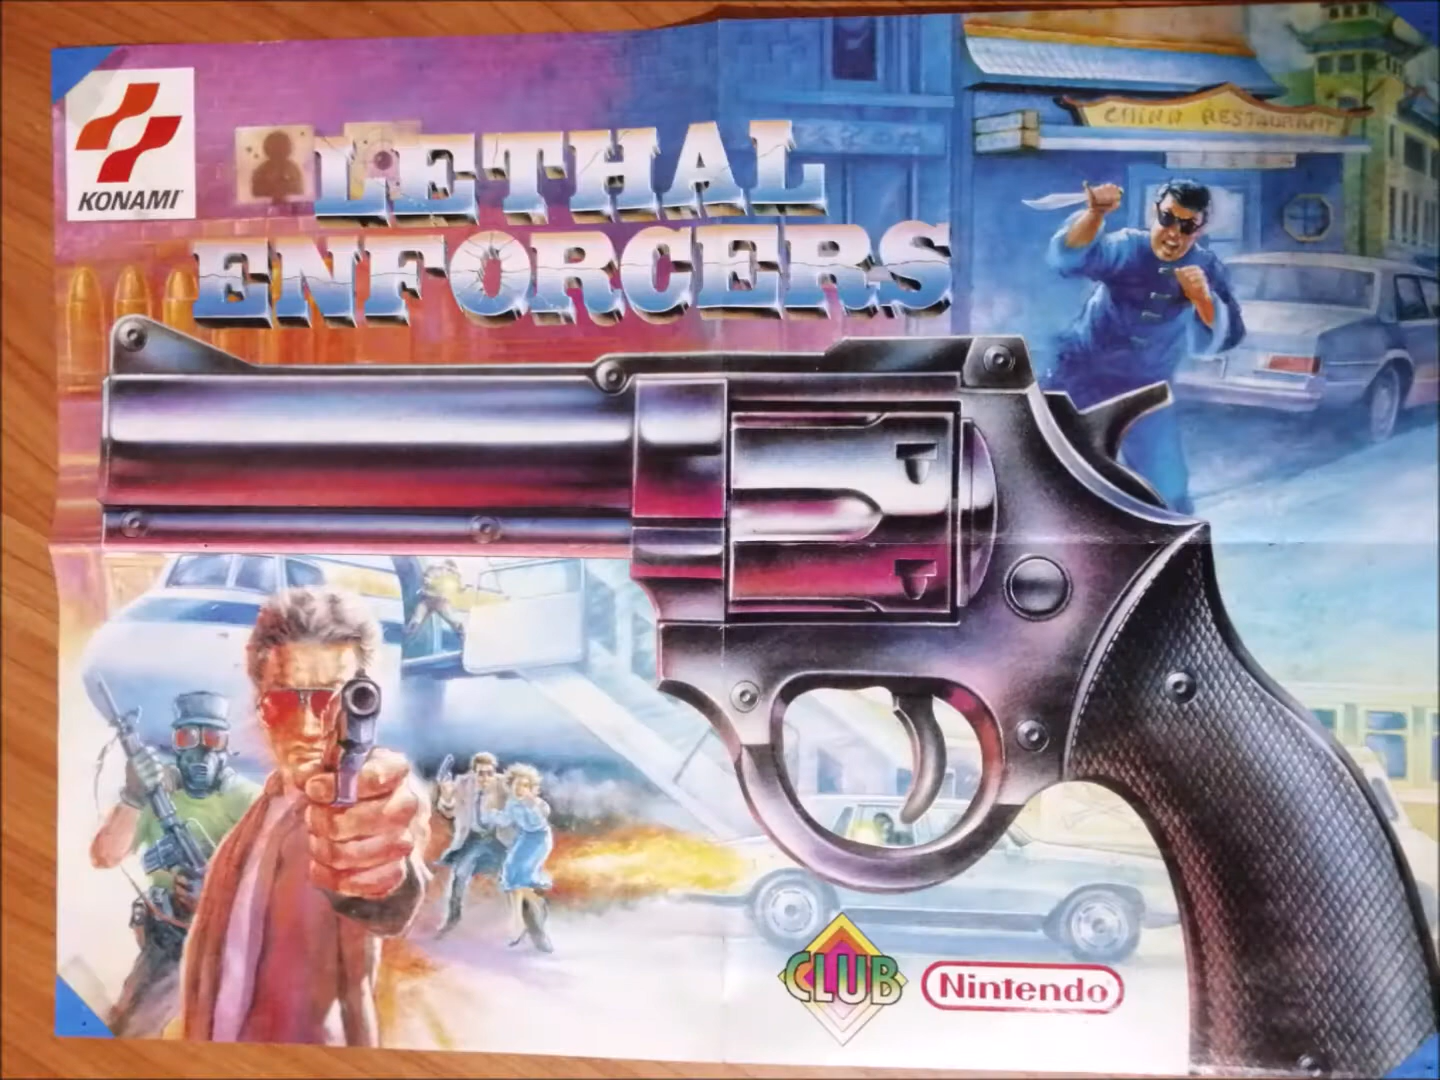 KONAMI
LETHAL
ENFORCERS
CHINA RESTAURANT
CLUB
Nintendo